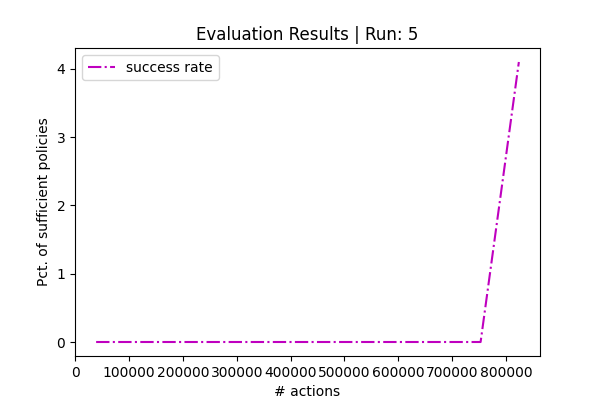 Evaluation Results | Run: 5
success rate
Pct. of sufficient policies
4
3
2
1
0
0 100000 200000 300000 400000 500000 600000 700000 800000
# actions